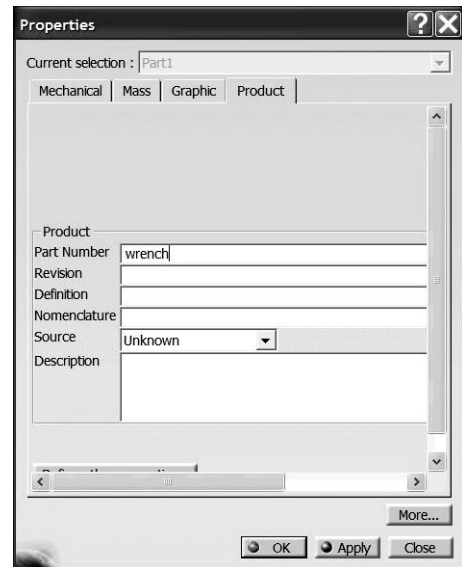 Properties
Current selection : Part1
Mechanical Mass Graphic Product
Product
Part Number wrench
Revision
Definition
Nomenclature
Source Unknown
Description
More...
OK Apply Close